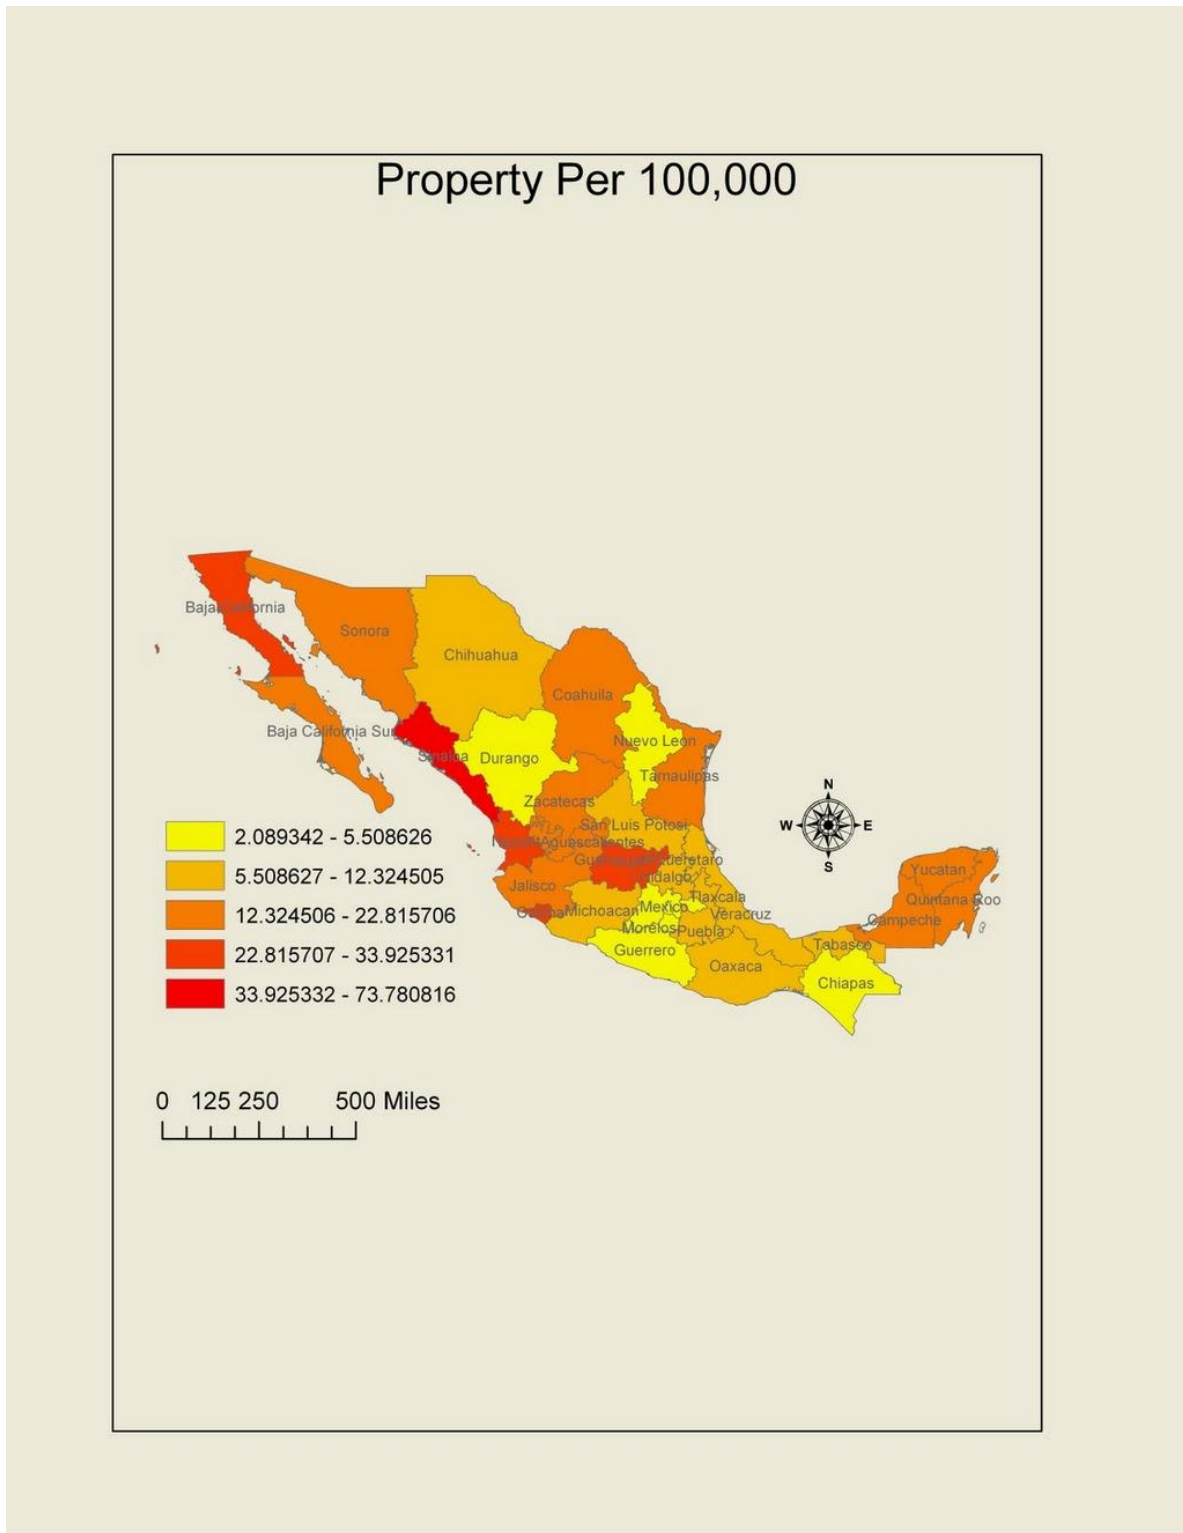 Property Per 100,000
Baja California
Sonora
Chihuahua
Coahuila
Baja California Sur
Sinaloa
Durango
Nuevo Leon
Tamaulipas
Zacatecas
San Luis Potosi
Aguascalientes
Queretaro
Hidalgo
Jalisco
Michoacan
Mexico
Tlaxcala
Veracruz
Morelos
Puebla
Guerrero
Oaxaca
Tabasco
Chiapas
Campeche
Yucatan
Quintana Roo
N
W
E
S
2.089342 - 5.508626
5.508627 - 12.324505
12.324506 - 22.815706
22.815707 - 33.925331
33.925332 - 73.780816
0 125 250 500 Miles